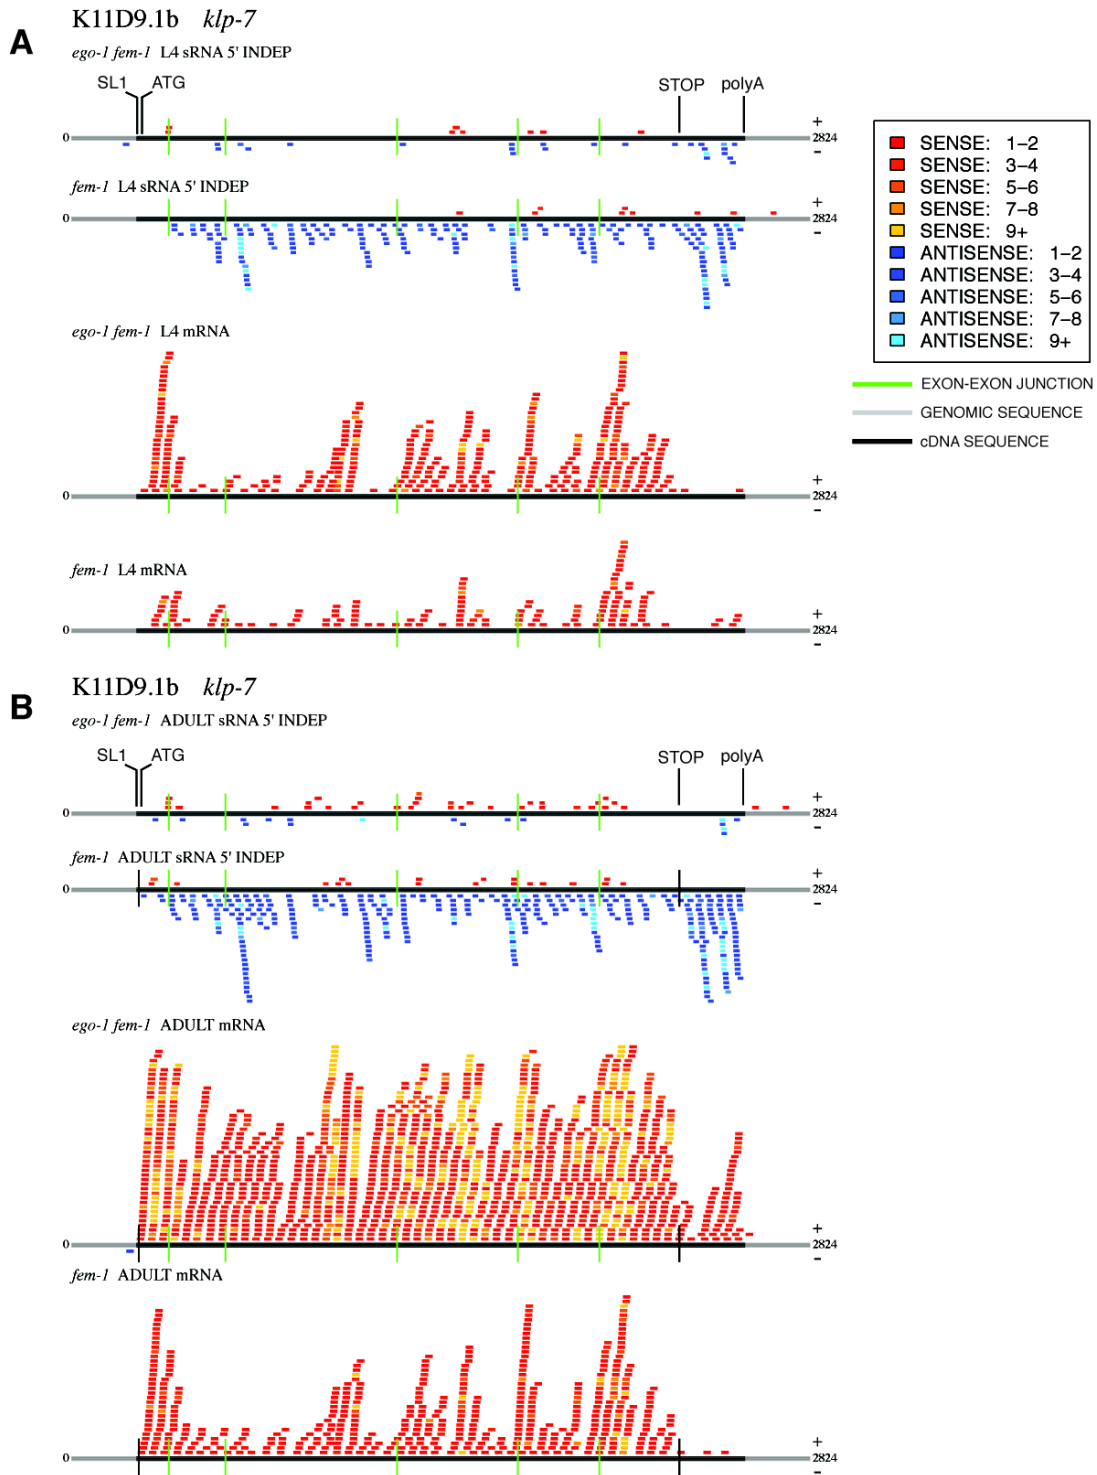 A
K11D9.1b klp-7
ego-1 fem-1 L4 sRNA 5' INDEP
SL1 ATG STOP polyA
0 + 2824 –
fem-1 L4 sRNA 5' INDEP
0 + 2824 –
ego-1 fem-1 L4 mRNA
0 + 2824 –
fem-1 L4 mRNA
0 + 2824 –
SENSE: 1–2
SENSE: 3–4
SENSE: 5–6
SENSE: 7–8
SENSE: 9+
ANTISENSE: 1–2
ANTISENSE: 3–4
ANTISENSE: 5–6
ANTISENSE: 7–8
ANTISENSE: 9+
EXON-EXON JUNCTION
GENOMIC SEQUENCE
cDNA SEQUENCE
B
K11D9.1b klp-7
ego-1 fem-1 ADULT sRNA 5' INDEP
SL1 ATG STOP polyA
0 + 2824 –
fem-1 ADULT sRNA 5' INDEP
0 + 2824 –
ego-1 fem-1 ADULT mRNA
0 + 2824 –
fem-1 ADULT mRNA
0 + 2824 –